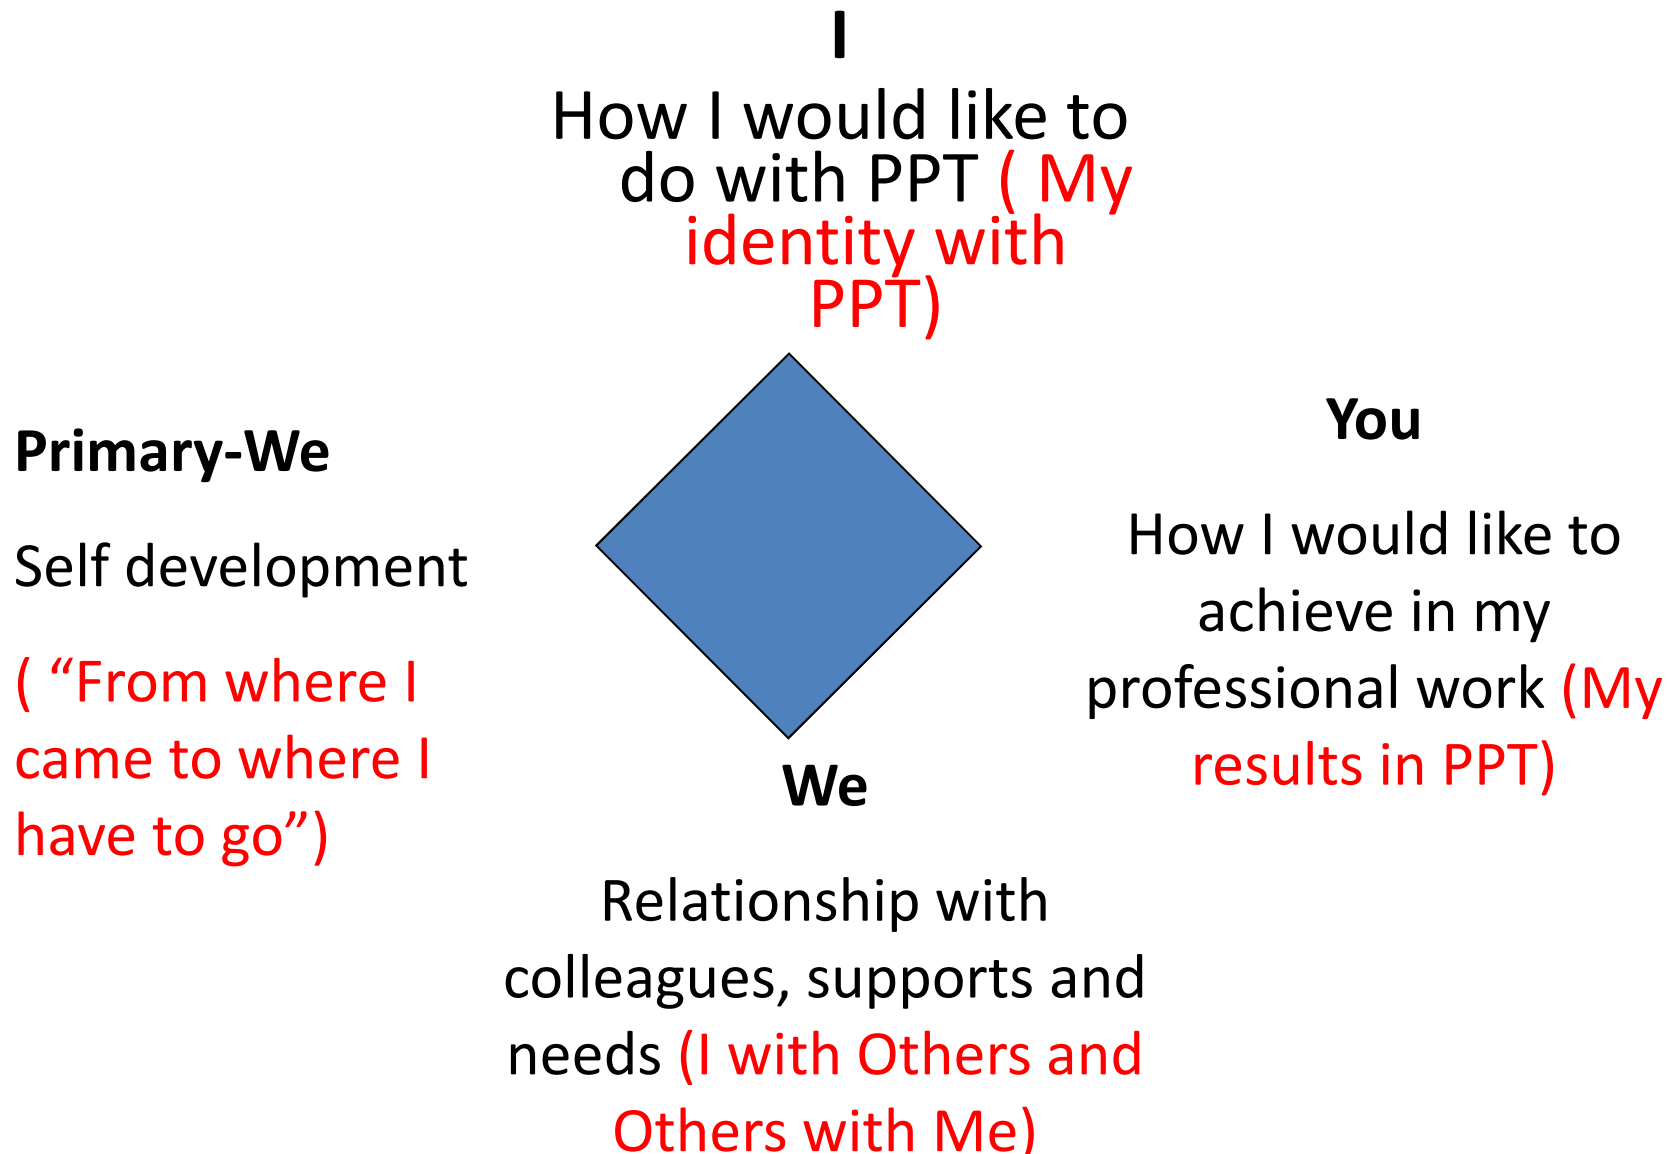 I
How I would like to
do with PPT ( My
identity with
PPT)
Primary-We
Self development
( “From where I
came to where I
have to go”)
You
How I would like to
achieve in my
professional work (My
results in PPT)
We
Relationship with
colleagues, supports and
needs (I with Others and
Others with Me)